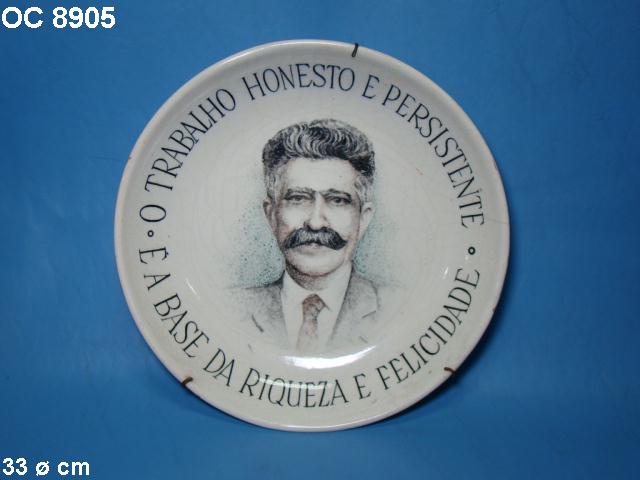 OC 8905
O TRABALHO HONESTO E PERSISTENTE
É A BASE DA RIQUEZA E FELICIDADE
33 ø cm